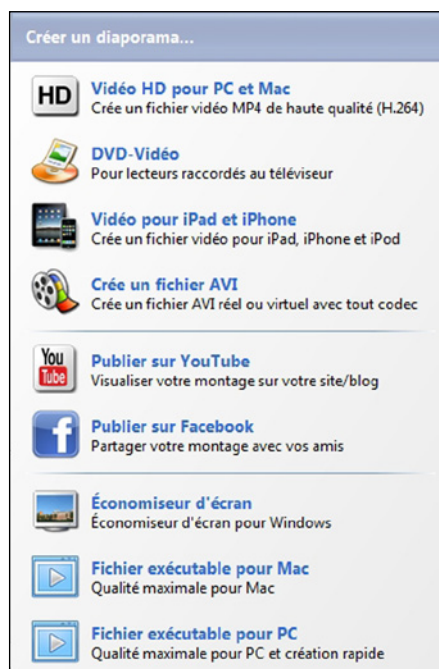 Créer un diaporama...
HD
Vidéo HD pour PC et Mac
Crée un fichier vidéo MP4 de haute qualité (H.264)
DVD-Vidéo
Pour lecteurs raccordés au téléviseur
Vidéo pour iPad et iPhone
Crée un fichier vidéo pour iPad, iPhone et iPod
Crée un fichier AVI
Crée un fichier AVI réel ou virtuel avec tout codec
You
Tube
Publier sur YouTube
Visualiser votre montage sur votre site/blog
f
Publier sur Facebook
Partager votre montage avec vos amis
Économiseur d'écran
Économiseur d'écran pour Windows
Fichier exécutable pour Mac
Qualité maximale pour Mac
Fichier exécutable pour PC
Qualité maximale pour PC et création rapide